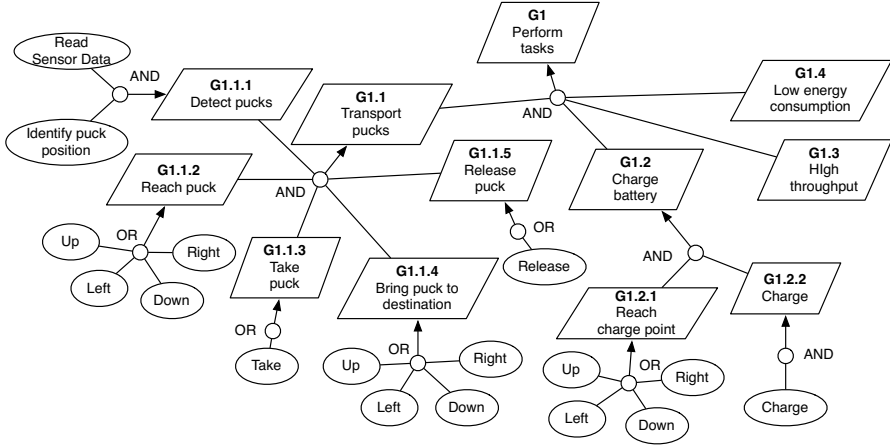 G1
Perform
tasks
Read
Sensor Data
AND
G1.1.1
Detect pucks
G1.1
Transport
pucks
AND
G1.4
Low energy
consumption
Identify puck
position
G1.1.2
Reach puck
AND
G1.1.5
Release
puck
G1.2
Charge
battery
G1.3
HIgh
throughput
OR
Up
Right
Left
Down
G1.1.3
Take
puck
OR
Take
G1.1.4
Bring puck to
destination
OR
Up
Right
Left
Down
OR
Release
AND
G1.2.1
Reach
charge point
G1.2.2
Charge
OR
Up
Right
Left
Down
AND
Charge